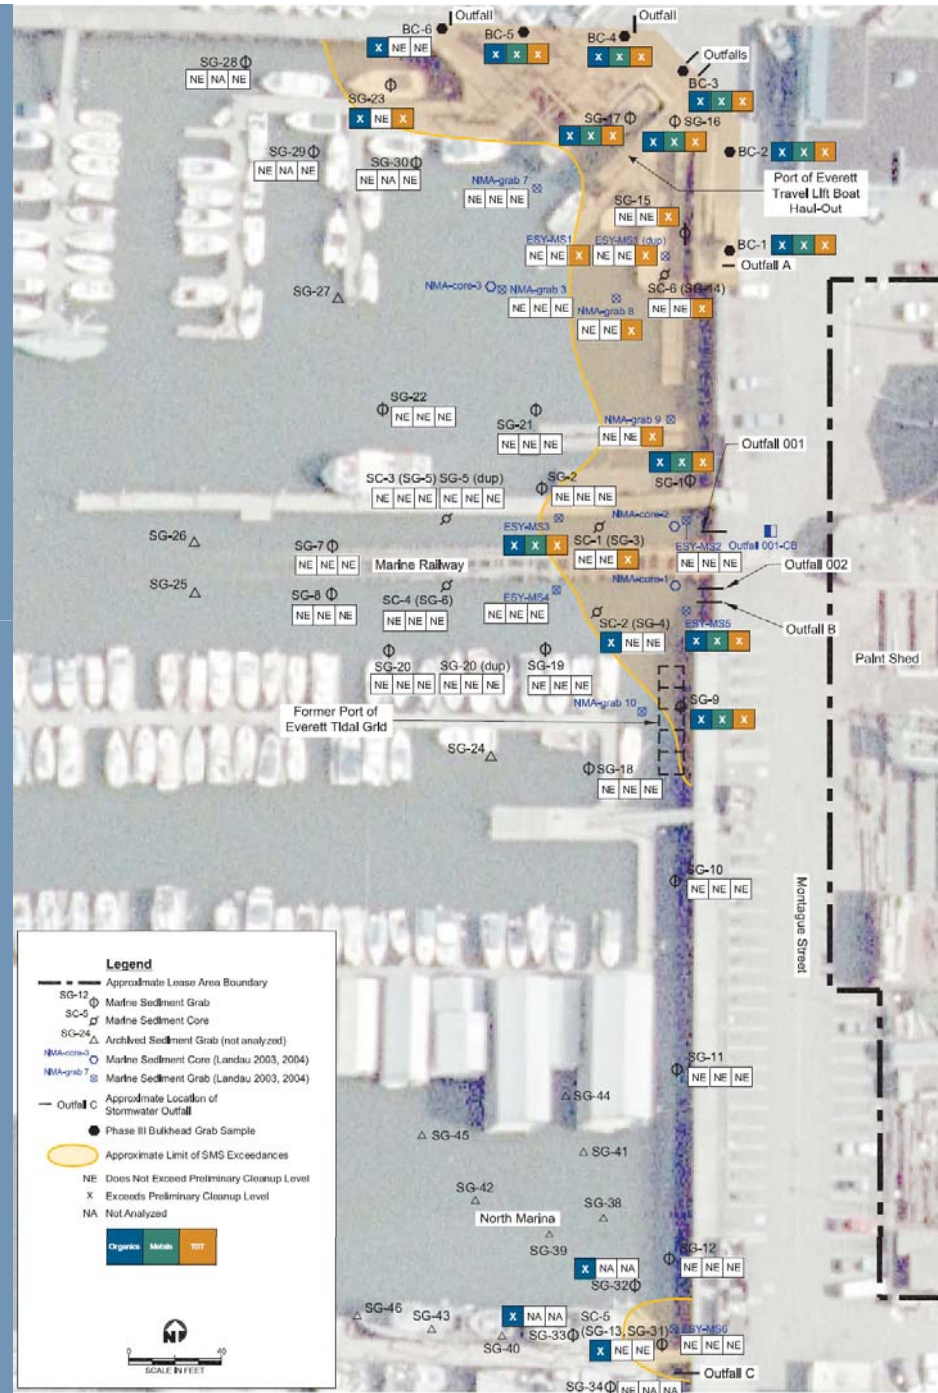 Outfall
Outfall
BC-6
BC-5
BC-4
Outfalls
X NE NE
X X X
X X X
BC-3
SG-28
NE NA NE
X X X
SG-23
X NE X
SG-17
SG-16
X X X
X X X
BC-2
X X X
SG-29
NE NA NE
SG-30
NE NA NE
NMA-grab 7
NE NE NE
Port of Everett
Travel Lift Boat
Haul-Out
SG-15
NE NE X
ESY-MS1
ESY-MS1 (dup)
NE NE X
NE NE X
BC-1
X X X
Outfall A
SG-27
NMA-core-3
NMA-grab 3
NE NE NE
SC-6 (SG-14)
NE NE X
NMA-grab 8
NE NE X
SG-22
NE NE NE
SG-21
NE NE NE
NMA-grab 9
NE NE X
Outfall 001
X X X
SG-1
SC-3 (SG-5)
SG-5 (dup)
NE NE NE
NE NE NE
SG-2
NE NE NE
NMA-core-2
SG-26
SG-7
NE NE NE
Marine Railway
ESY-MS3
X X X
SC-1 (SG-3)
NE NE X
ESY-MS2
NE NE NE
Outfall 001-CB
Outfall 002
SG-25
SG-8
NE NE NE
SC-4 (SG-6)
NE NE NE
ESY-MS4
NE NE NE
NMA-core-1
SC-2 (SG-4)
X NE NE
ESY-MS5
X X X
Outfall B
SG-20
SG-20 (dup)
SG-19
NE NE NE
NE NE NE
NE NE NE
Paint Shed
Former Port of
Everett Tidal Grid
NMA-grab 10
SG-9
X X X
SG-24
SG-18
NE NE NE
SG-10
NE NE NE
Montague Street
SG-11
NE NE NE
SG-44
SG-45
SG-41
SG-42
SG-38
North Marina
SG-39
SG-12
NE NE NE
X NA NA
SG-32
SG-46
SG-43
X NA NA
SG-40
SG-33
SC-5
(SG-13, SG-31)
X NE NE
ESY-MS6
NE NE NE
Outfall C
SG-34
NE NA NA
Legend
Approximate Lease Area Boundary
SG-12 Marine Sediment Grab
SC-5 Marine Sediment Core
SG-24 Archived Sediment Grab (not analyzed)
NMA-core-3 Marine Sediment Core (Landau 2003, 2004)
NMA-grab 7 Marine Sediment Grab (Landau 2003, 2004)
Outfall C Approximate Location of
Stormwater Outfall
Phase III Bulkhead Grab Sample
Approximate Limit of SMS Exceedances
NE Does Not Exceed Preliminary Cleanup Level
X Exceeds Preliminary Cleanup Level
NA Not Analyzed
Organics Metals TBT
N
0 40
SCALE IN FEET